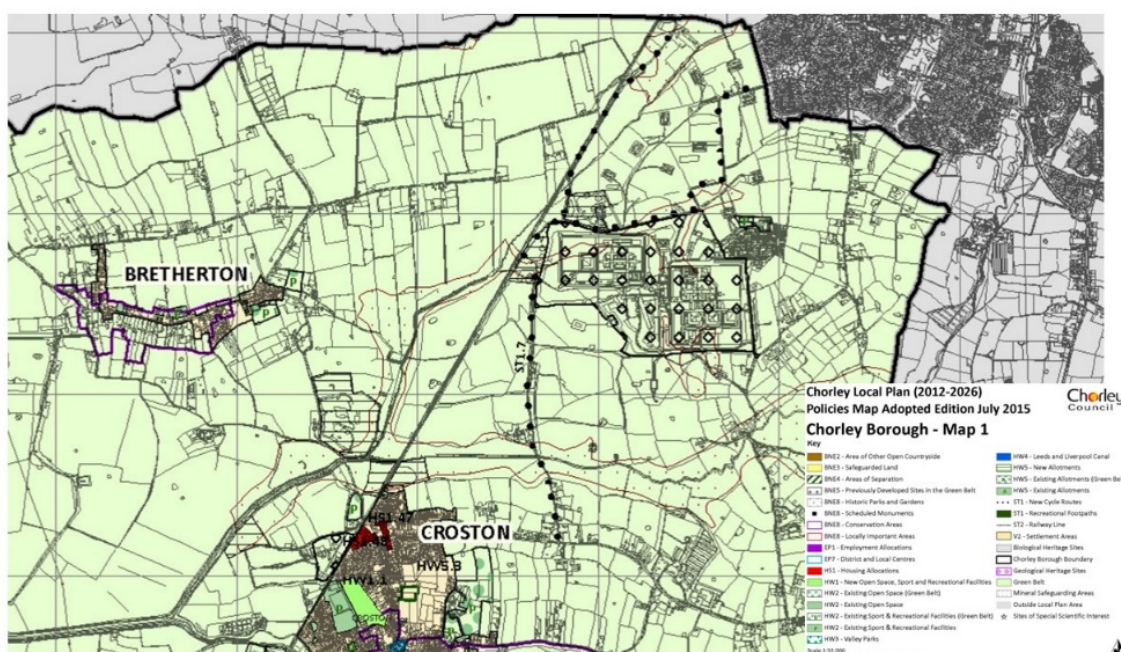 BRETHERTON
ST1.7
HS1.47
CROSTON
HW5.3
HW1.1
Chorley Local Plan (2012-2026)
Policies Map Adopted Edition July 2015
Chorley
Council
Chorley Borough - Map 1
Key
BNE2 - Area of Other Open Countryside
BNE3 - Safeguarded Land
BNE4 - Areas of Separation
BNE5 - Previously Developed Sites in the Green Belt
BNE8 - Historic Parks and Gardens
BNE8 - Scheduled Monuments
BNE8 - Conservation Areas
BNE8 - Locally Important Areas
EP1 - Employment Allocations
EP7 - District and Local Centres
HS1 - Housing Allocations
HW1 - New Open Space, Sport and Recreational Facilities
HW2 - Existing Open Space (Green Belt)
HW2 - Existing Open Space
HW2 - Existing Sport & Recreational Facilities (Green Belt)
HW2 - Existing Sport & Recreational Facilities
HW3 - Valley Parks
HW4 - Leeds and Liverpool Canal
HW5 - New Allotments
HW5 - Existing Allotments (Green Be
HW5 - Existing Allotments
ST1 - New Cycle Routes
ST1 - Recreational Footpaths
ST2 - Railway Line
V2 - Settlement Areas
Biological Heritage Sites
Chorley Borough Boundary
Geological Heritage Sites
Green Belt
Mineral Safeguarding Areas
Outside Local Plan Area
Sites of Special Scientific Interest